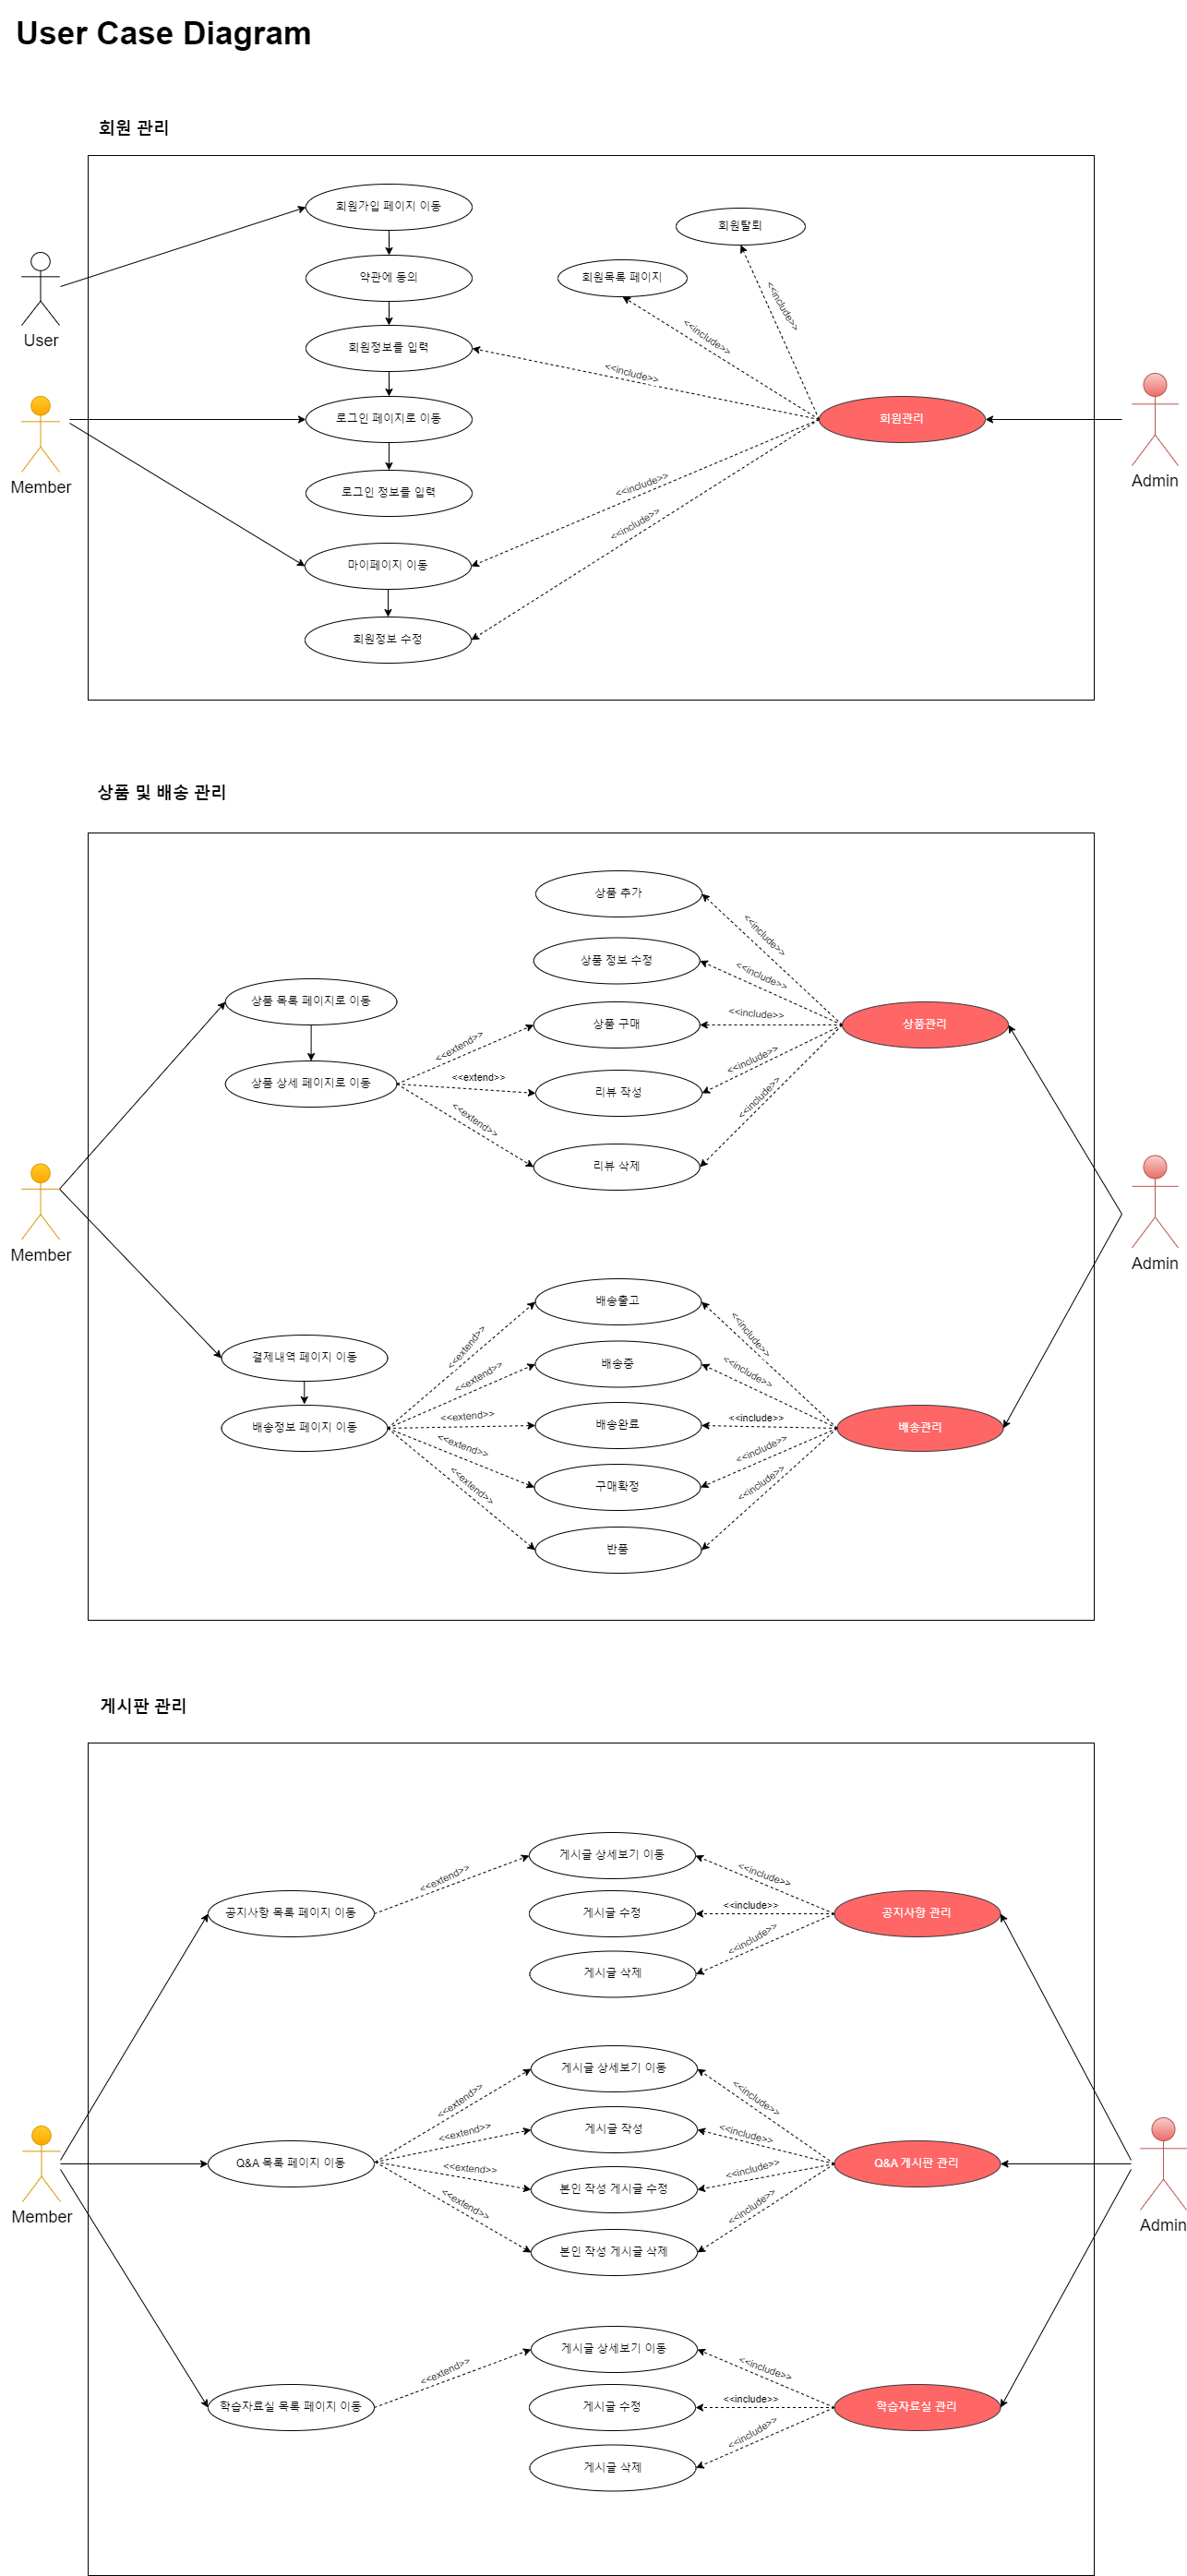 User Case Diagram
회원 관리
회원가입 페이지 이동
회원탈퇴
약관에 동의
회원목록 페이지
<<include>>
<<include>>
User
회원정보를 입력
<<include>>
로그인 페이지로 이동
회원관리
Member
Admin
로그인 정보를 입력
<<include>>
<<include>>
마이페이지 이동
회원정보 수정
상품 및 배송 관리
상품 추가
<<include>>
상품 정보 수정
<<include>>
상품 목록 페이지로 이동
<<include>>
상품 구매
상품관리
<<extend>>
<<include>>
<<extend>>
상품 상세 페이지로 이동
리뷰 작성
<<include>>
<<extend>>
리뷰 삭제
Member
Admin
배송출고
<<include>>
<<extend>>
결제내역 페이지 이동
배송중
<<include>>
<<extend>>
<<extend>>
<<include>>
배송정보 페이지 이동
배송완료
배송관리
<<extend>>
<<include>>
구매확정
<<extend>>
<<include>>
반품
게시판 관리
게시글 상세보기 이동
<<extend>>
<<include>>
<<include>>
공지사항 목록 페이지 이동
게시글 수정
공지사항 관리
<<include>>
게시글 삭제
게시글 상세보기 이동
<<extend>>
<<include>>
게시글 작성
<<extend>>
<<include>>
Q&A 목록 페이지 이동
Q&A 게시판 관리
<<extend>>
<<include>>
본인 작성 게시글 수정
<<extend>>
<<include>>
Member
Admin
본인 작성 게시글 삭제
게시글 상세보기 이동
<<extend>>
<<include>>
<<include>>
학습자료실 목록 페이지 이동
게시글 수정
학습자료실 관리
<<include>>
게시글 삭제